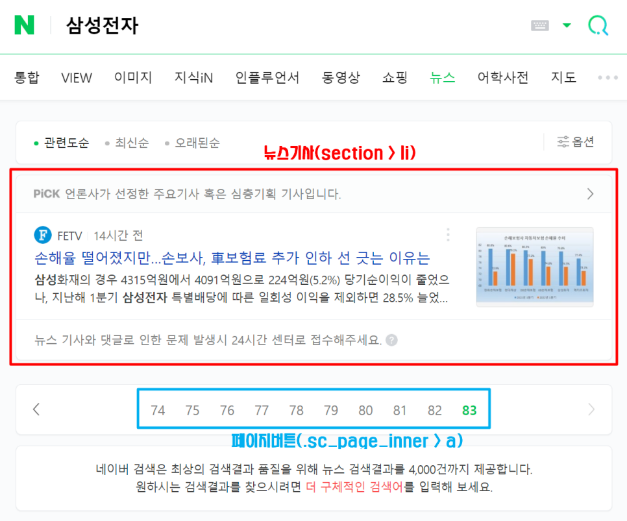 N 삼성전자
통합 VIEW 이미지 지식iN 인플루언서 동영상 쇼핑 뉴스 어학사전 지도
관련도순 최신순 오래된순 옵션
뉴스기사(section > li)
PiCK 언론사가 선정한 주요기사 혹은 심층기획 기사입니다.
F FETV 14시간 전
손해율 떨어졌지만...손보사, 車보험료 추가 인하 선 긋는 이유는
삼성화재의 경우 4315억원에서 4091억원으로 224억원(5.2%) 당기순이익이 줄었으
나, 지난해 1분기 삼성전자 특별배당에 따른 일회성 이익을 제외하면 28.5% 늘었...
뉴스 기사와 댓글로 인한 문제 발생시 24시간 센터로 접수해주세요. ?
74 75 76 77 78 79 80 81 82 83
페이지버튼(.sc_page_inner > a)
네이버 검색은 최상의 검색결과 품질을 위해 뉴스 검색결과를 4,000건까지 제공합니다.
원하시는 검색결과를 찾으시려면 더 구체적인 검색어를 입력해 보세요.